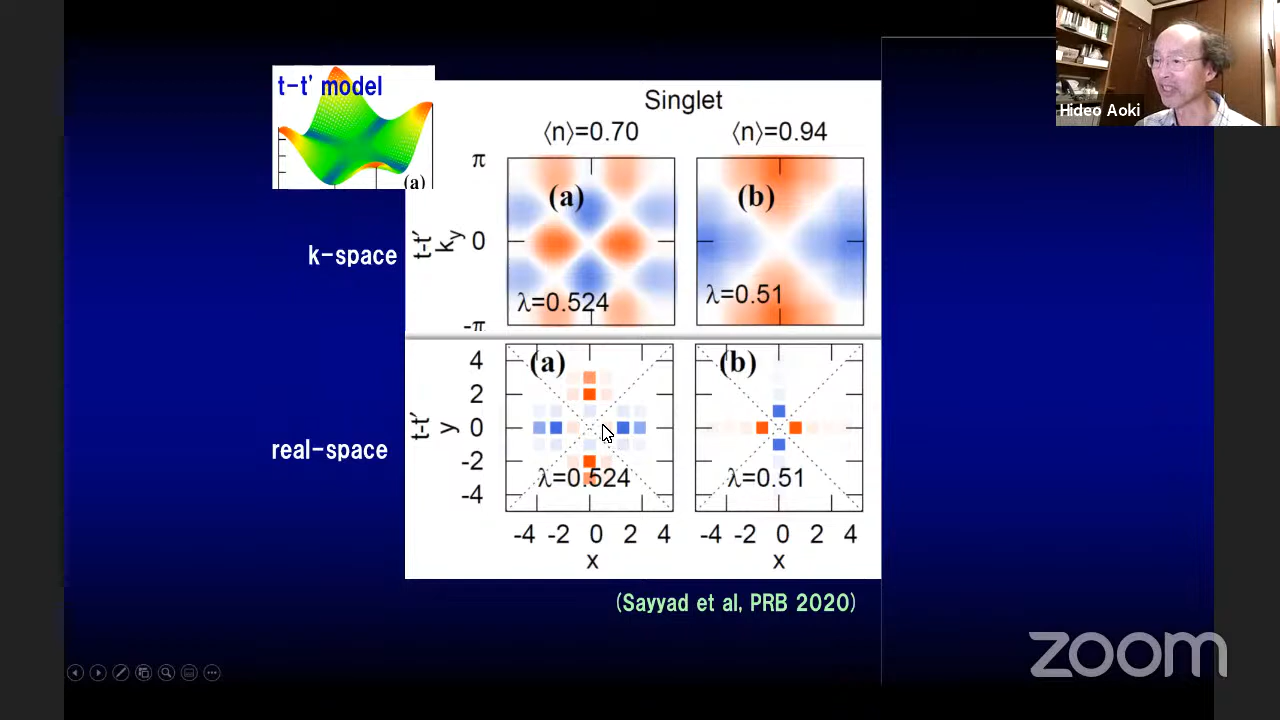 t-t' model
(a)
Singlet
⟨n⟩=0.70
⟨n⟩=0.94
π
(a)
(b)
k-space
t-t'
k_y
0
λ=0.524
λ=0.51
-π
4
(a)
(b)
2
real-space
t-t'
y
0
-2
λ=0.524
λ=0.51
-4
-4 -2 0 2 4
-4 -2 0 2 4
x
x
(Sayyad et al, PRB 2020)
Hideo Aoki
zoom